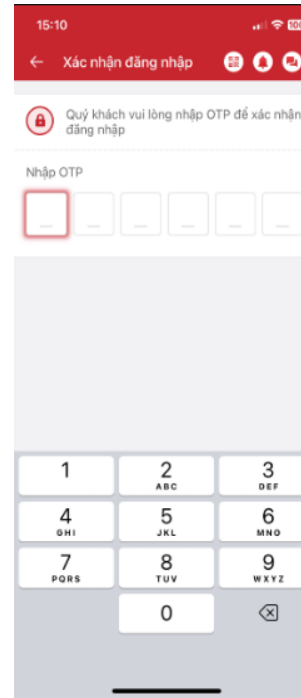 15:10
100
Xác nhận đăng nhập
Quý khách vui lòng nhập OTP để xác nhận
đăng nhập
Nhập OTP
1
2
ABC
3
DEF
4
GHI
5
JKL
6
MNO
7
PQRS
8
TUV
9
WXYZ
0